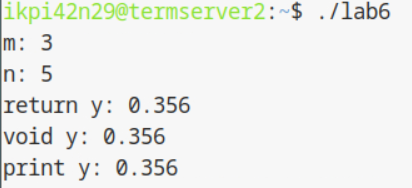 ikpi42n29@termserver2:~$ ./lab6
m: 3
n: 5
return y: 0.356
void y: 0.356
print y: 0.356